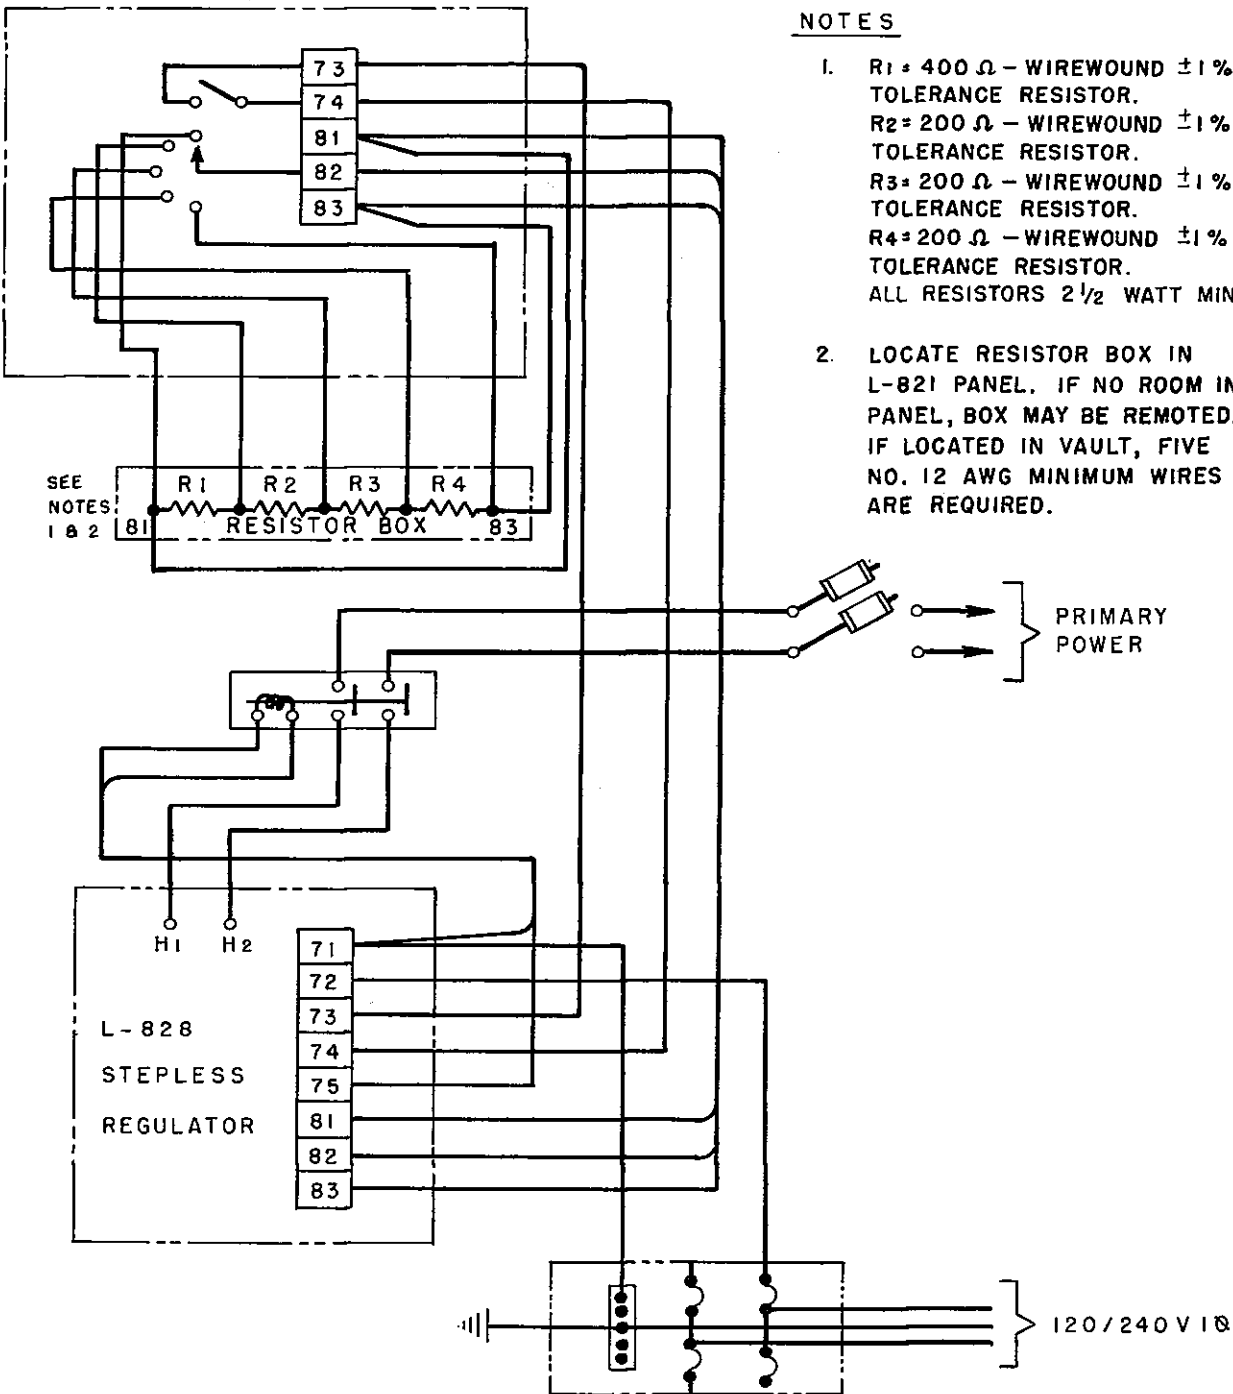 NOTES
1. R1 = 400 Ω - WIREWOUND ±1%
TOLERANCE RESISTOR.
R2 = 200 Ω - WIREWOUND ±1%
TOLERANCE RESISTOR.
R3 = 200 Ω - WIREWOUND ±1%
TOLERANCE RESISTOR.
R4 = 200 Ω - WIREWOUND ±1%
TOLERANCE RESISTOR.
ALL RESISTORS 2 1/2 WATT MIN
2. LOCATE RESISTOR BOX IN
L-821 PANEL. IF NO ROOM IN
PANEL, BOX MAY BE REMOTED.
IF LOCATED IN VAULT, FIVE
NO. 12 AWG MINIMUM WIRES
ARE REQUIRED.
73
74
81
82
83
SEE
NOTES
1 & 2
R1 R2 R3 R4
81 RESISTOR BOX 83
PRIMARY
POWER
H1 H2
L-828
STEPLESS
REGULATOR
71
72
73
74
75
81
82
83
120/240 V 1Ø